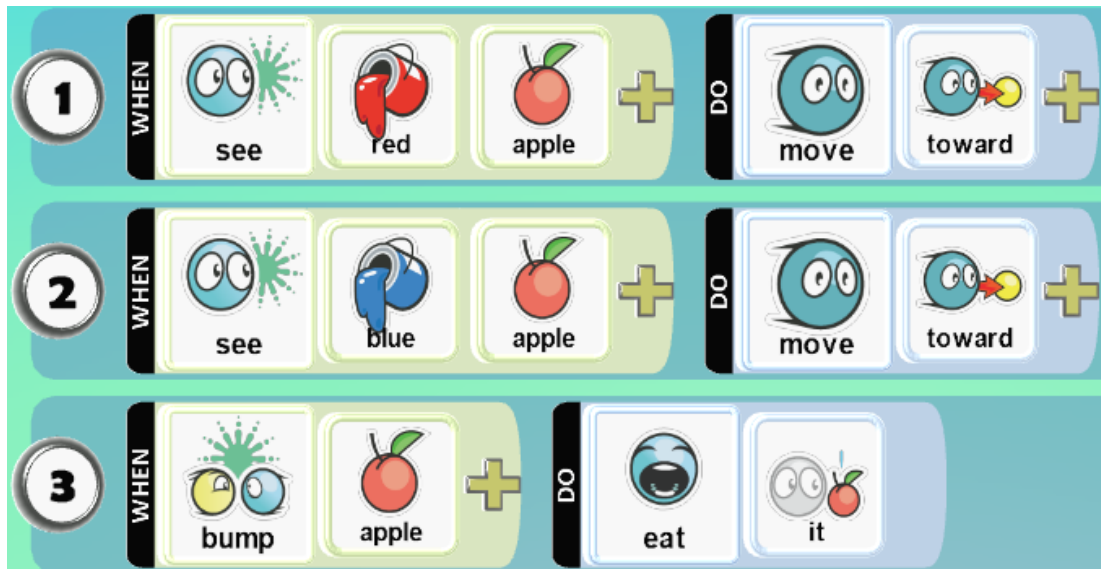 1 WHEN see red apple DO move toward
2 WHEN see blue apple DO move toward
3 WHEN bump apple DO eat it